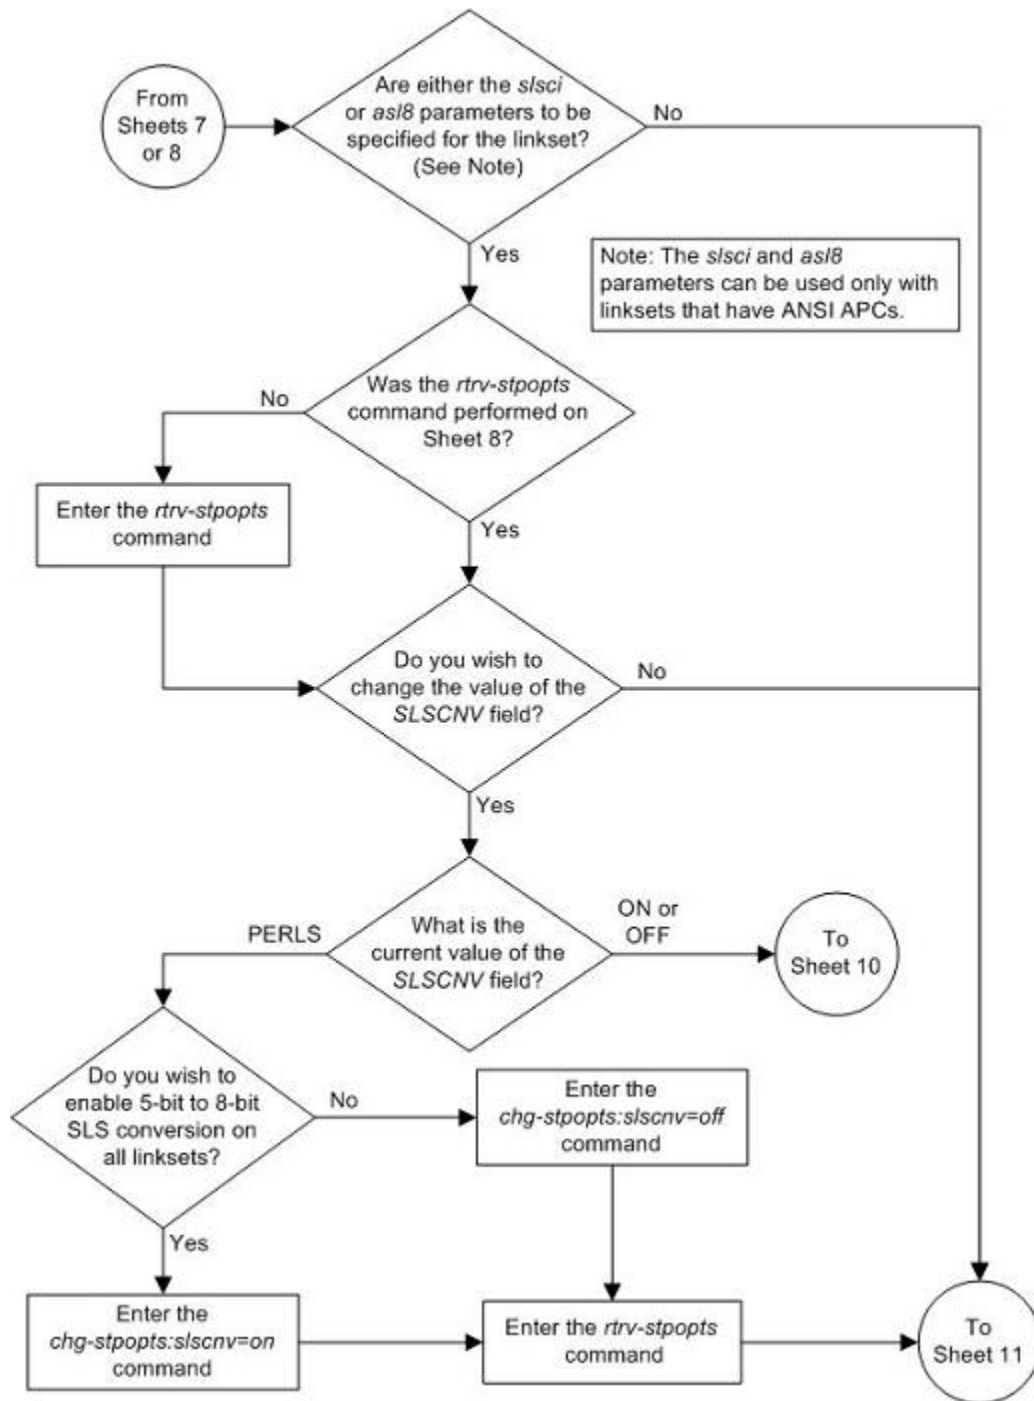 From
Sheets 7
or 8
Are either the slsci
or asl8 parameters to be
specified for the linkset?
(See Note)
No
Yes
Note: The slsci and asl8
parameters can be used only with
linksets that have ANSI APCs.
Was the rtrv-stpopts
command performed on
Sheet 8?
No
Enter the rtrv-stpopts
command
Yes
Do you wish to
change the value of the
SLSCNV field?
No
Yes
What is the
current value of the
SLSCNV field?
PERLS
ON or
OFF
To
Sheet 10
Do you wish to
enable 5-bit to 8-bit
SLS conversion on
all linksets?
No
Enter the
chg-stpopts:slscnv=off
command
Yes
Enter the
chg-stpopts:slscnv=on
command
Enter the rtrv-stpopts
command
To
Sheet 11